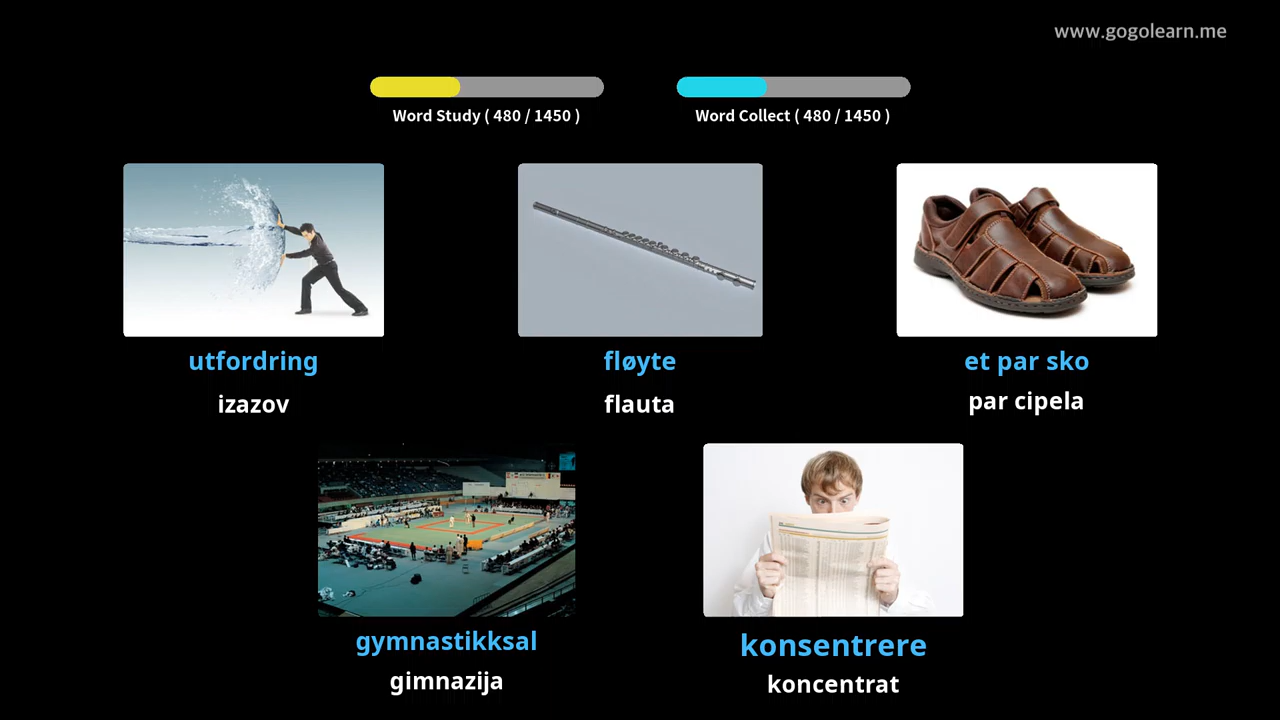 www.gogolearn.me
Word Study ( 480 / 1450 )
Word Collect ( 480 / 1450 )
utfordring
fløyte
et par sko
izazov
flauta
par cipela
gymnastikksal
konsentrere
gimnazija
koncentrat